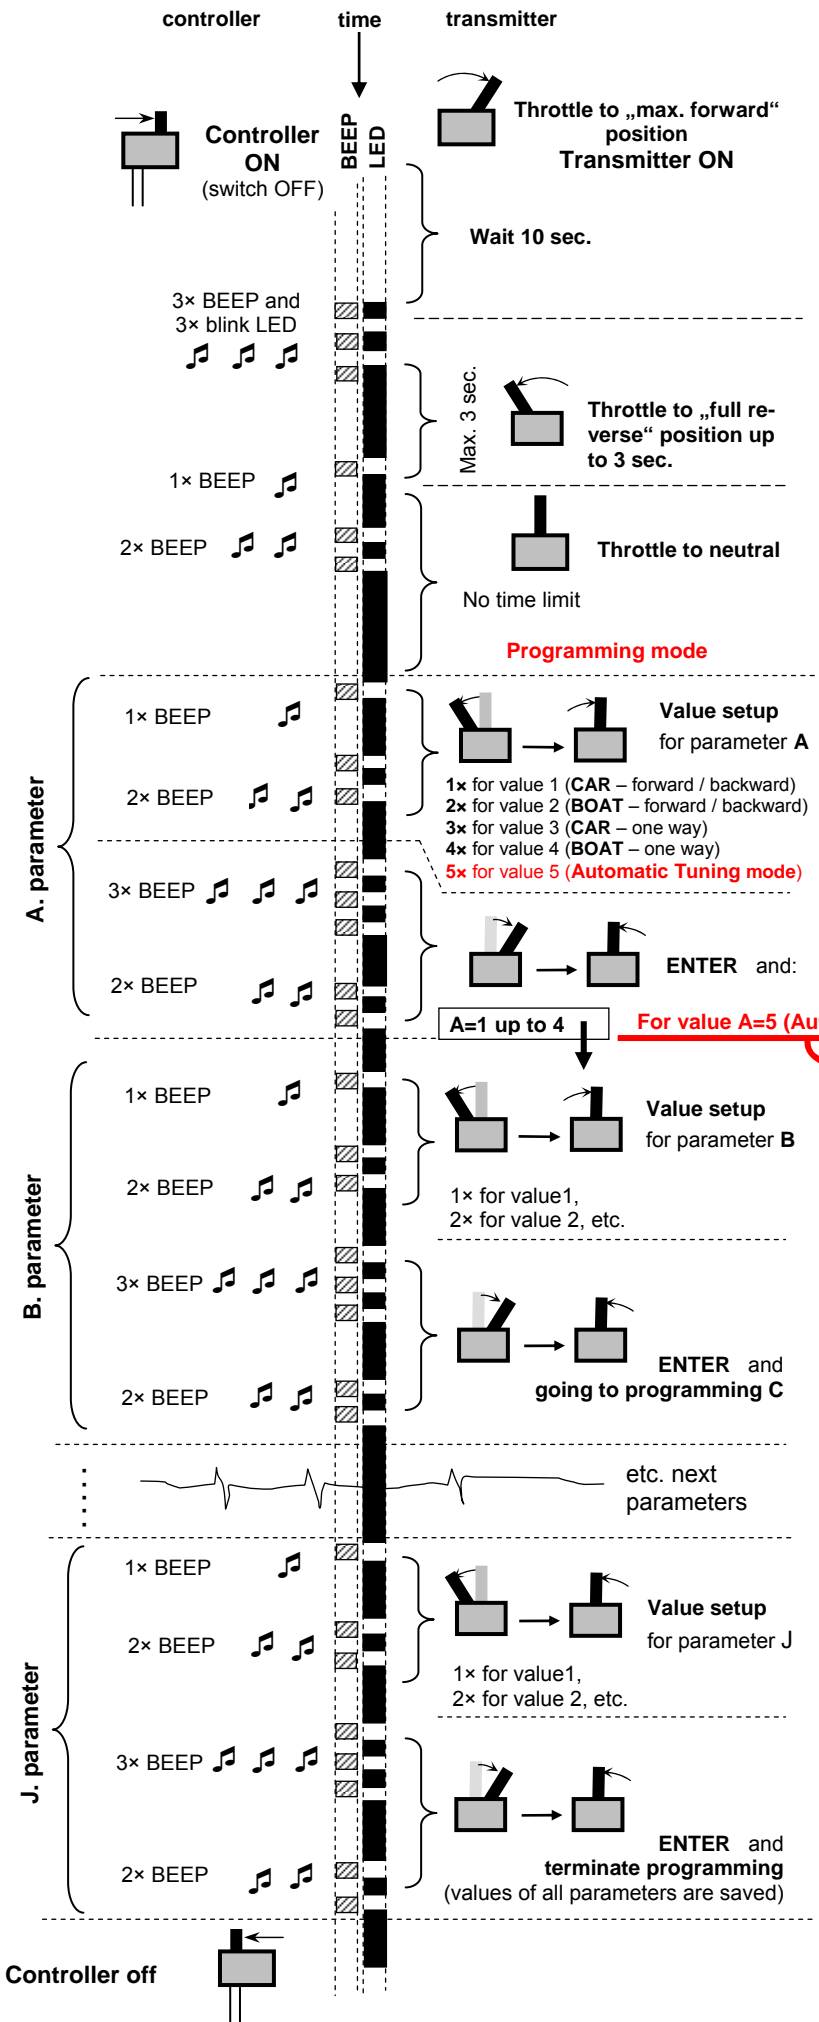 controller time transmitter
Controller
ON
(switch OFF)
BEEP
LED
Throttle to „max. forward“
position
Transmitter ON
Wait 10 sec.
3× BEEP and
3× blink LED
Max. 3 sec.
Throttle to „full re-
verse“ position up
to 3 sec.
1× BEEP
2× BEEP
Throttle to neutral
No time limit
Programming mode
A. parameter
1× BEEP
Value setup
for parameter A
1× for value 1 (CAR – forward / backward)
2× for value 2 (BOAT – forward / backward)
3× for value 3 (CAR – one way)
4× for value 4 (BOAT – one way)
5× for value 5 (Automatic Tuning mode)
2× BEEP
3× BEEP
ENTER and:
2× BEEP
A=1 up to 4
For value A=5 (Au
B. parameter
1× BEEP
Value setup
for parameter B
2× BEEP
1× for value1,
2× for value 2, etc.
3× BEEP
ENTER and
going to programming C
2× BEEP
etc. next
parameters
J. parameter
1× BEEP
Value setup
for parameter J
2× BEEP
1× for value1,
2× for value 2, etc.
3× BEEP
ENTER and
terminate programming
(values of all parameters are saved)
2× BEEP
Controller off